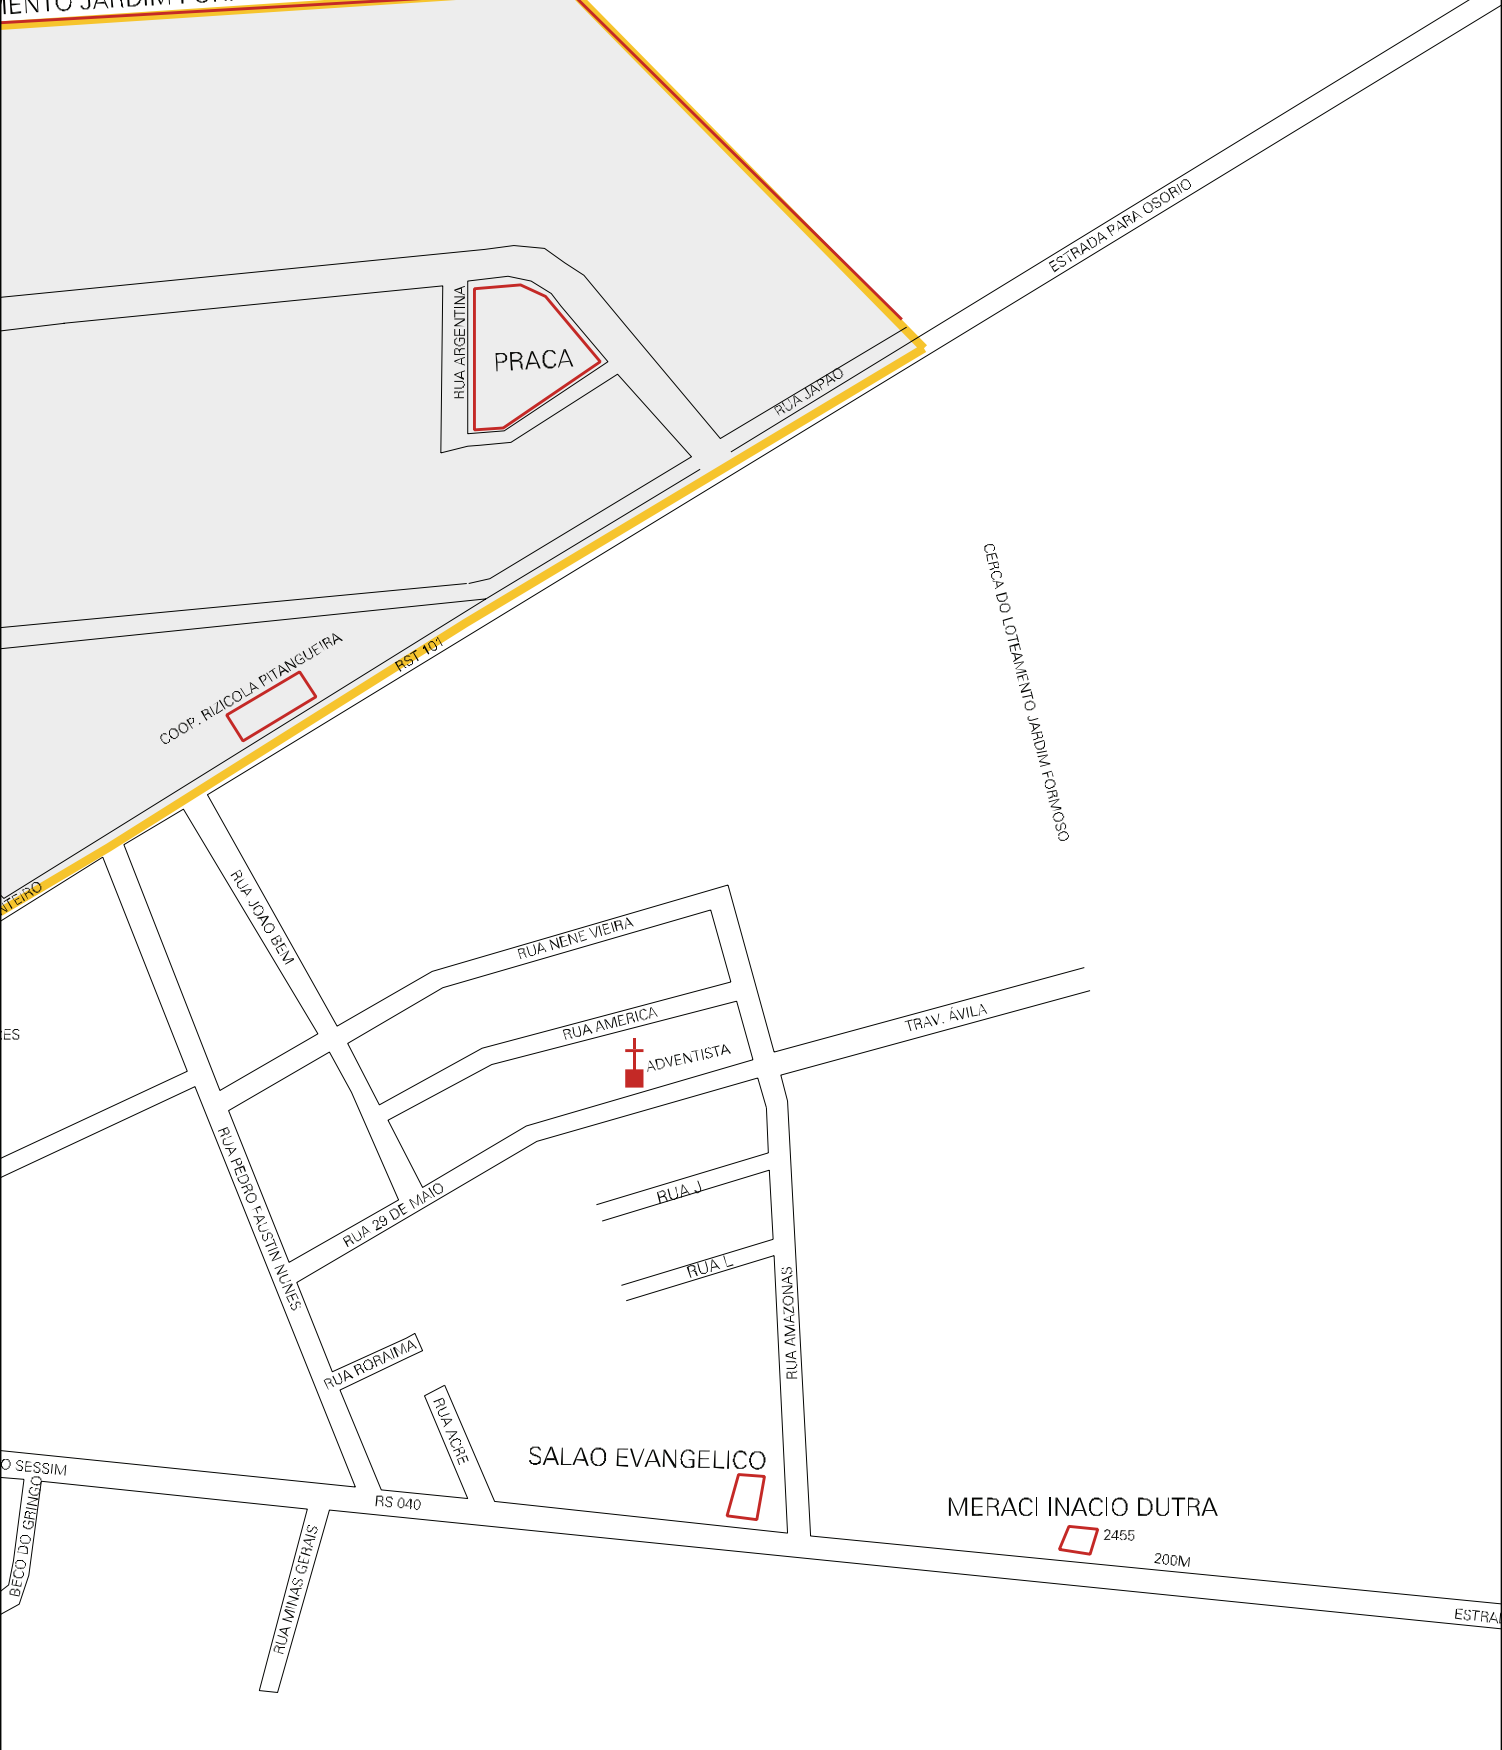 ESTRADA PARA OSORIO
RUA ARGENTINA
PRACA
RUA JAPAO
CERCA DO LOTEAMENTO JARDIM FORMOSO
COOP. RIZICOLA PITANGUEIRA
RST 101
RUA JOAO BEM
RUA NENE VIEIRA
RUA AMERICA
TRAV. ÁVILA
ADVENTISTA
RUA PEDRO FAUSTIN NUNES
RUA 29 DE MAIO
RUA J
RUA L
RUA AMAZONAS
RUA RORAIMA
RUA ACRE
SALAO EVANGELICO
O SESSIM
RS 040
BECO DO GRINGO
RUA MINAS GERAIS
MERACI INACIO DUTRA
2455
200M